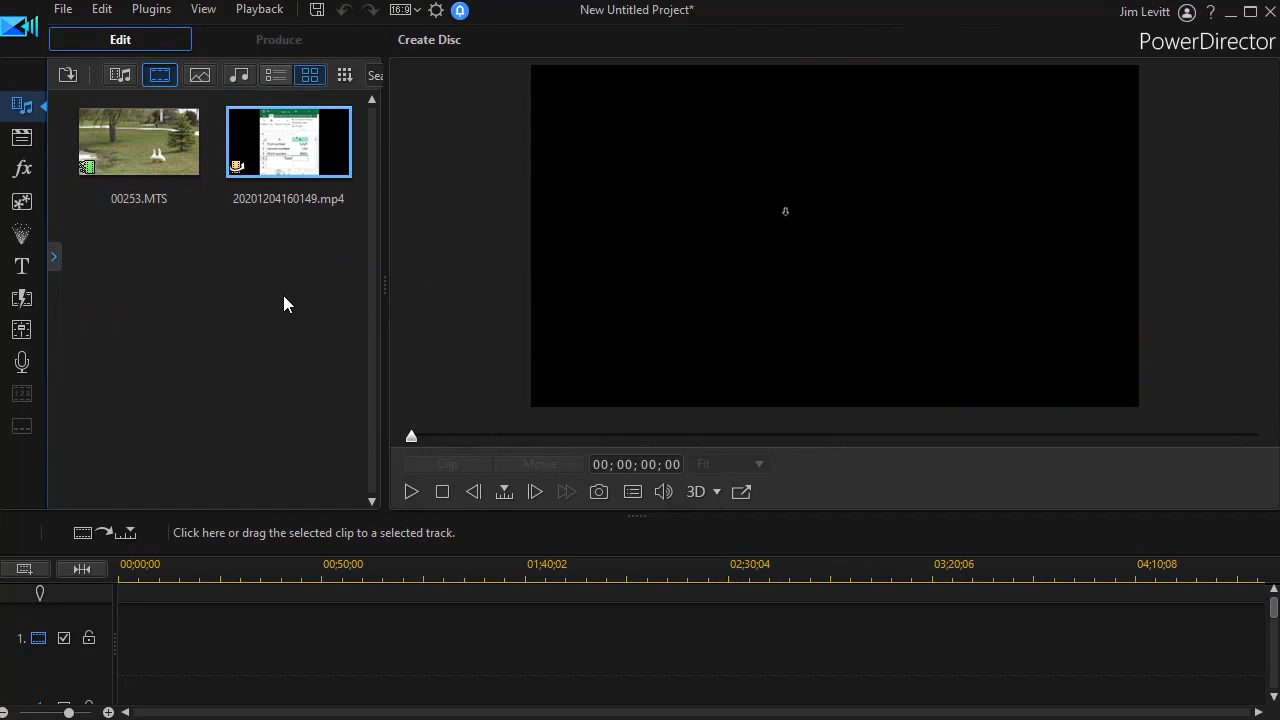 File Edit Plugins View Playback 16:9 New Untitled Project* Jim Levitt ?
PowerDirector
Edit Produce Create Disc
Sea
00253.MTS 20201204160149.mp4
fx
T
Clip Movie 00; 00; 00; 00 Fit
3D
Click here or drag the selected clip to a selected track.
00;00;00 00;50;00 01;40;02 02;30;04 03;20;06 04;10;08
1.